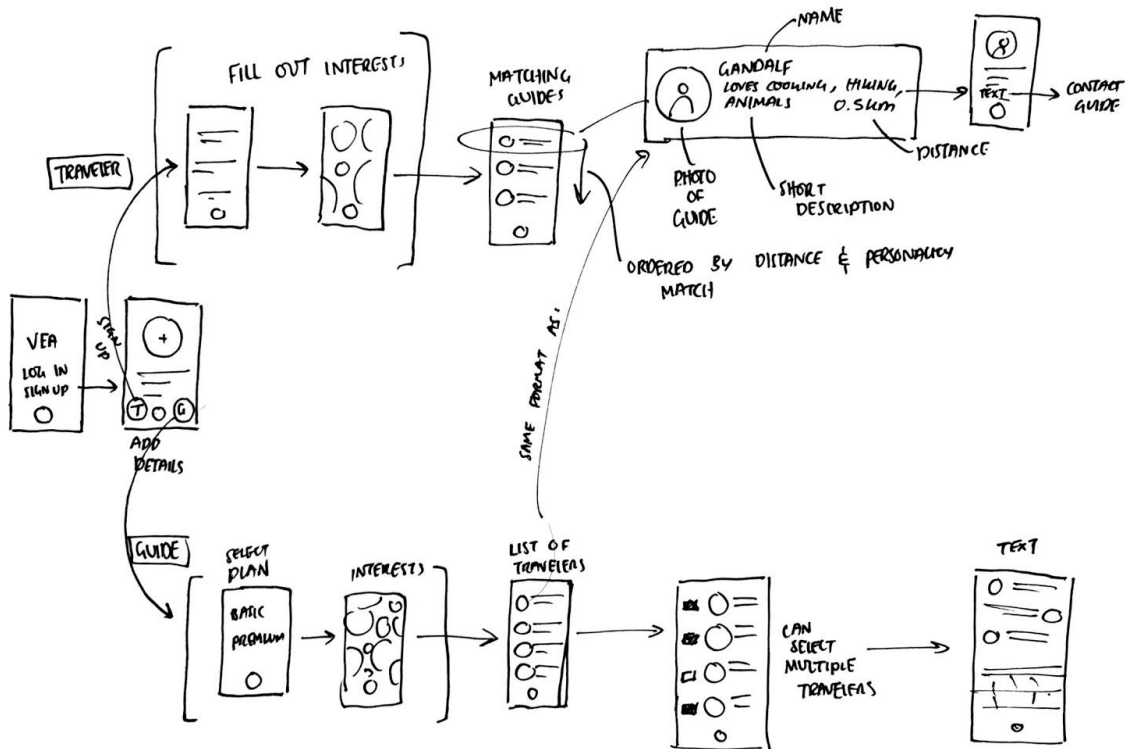 NAME
FILL OUT INTERESTS
MATCHING
GUIDES
GANDALF
LOVES COOKING, HIKING,
ANIMALS
0.5km
TEXT
CONTACT
GUIDE
TRAVELER
PHOTO
OF
GUIDE
SHORT
DESCRIPTION
DISTANCE
ORDERED BY DISTANCE & PERSONALITY
MATCH
VEA
LOG IN
SIGN UP
SIGN
UP
+
T
G
ADD
DETAILS
SAME FORMAT AS:
GUIDE
SELECT
PLAN
BASIC
PREMIUM
INTERESTS
LIST OF
TRAVELERS
CAN
SELECT
MULTIPLE
TRAVELERS
TEXT